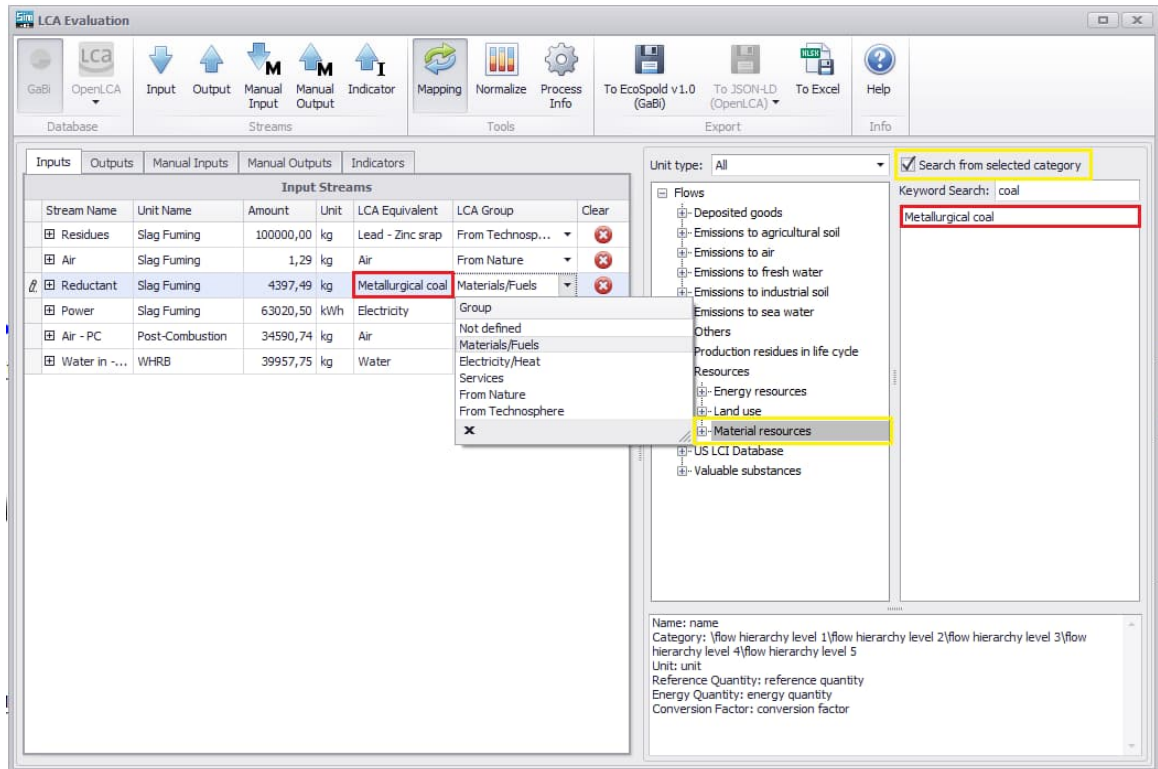 Sim LCA Evaluation
LCa
GaBi OpenLCA Input Output Manual Input Manual Output Indicator Mapping Normalize Process Info To EcoSpold v1.0 (GaBi) To JSON-LD (OpenLCA) To Excel Help
M M I XLSX ?
Database Streams Tools Export Info
Inputs Outputs Manual Inputs Manual Outputs Indicators
Input Streams
Stream Name Unit Name Amount Unit LCA Equivalent LCA Group Clear
Residues Slag Fuming 100000,00 kg Lead - Zinc srap From Technosp...
Air Slag Fuming 1,29 kg Air From Nature
Reductant Slag Fuming 4397,49 kg Metallurgical coal Materials/Fuels
Power Slag Fuming 63020,50 kWh Electricity
Air - PC Post-Combustion 34590,74 kg Air
Water in -... WHRB 39957,75 kg Water
Group
Not defined
Materials/Fuels
Electricity/Heat
Services
From Nature
From Technosphere
x
Unit type: All
Flows
Deposited goods
Emissions to agricultural soil
Emissions to air
Emissions to fresh water
Emissions to industrial soil
Emissions to sea water
Others
Production residues in life cycle
Resources
Energy resources
Land use
Material resources
US LCI Database
Valuable substances
Search from selected category
Keyword Search: coal
Metallurgical coal
Name: name
Category: \flow hierarchy level 1\flow hierarchy level 2\flow hierarchy level 3\flow
hierarchy level 4\flow hierarchy level 5
Unit: unit
Reference Quantity: reference quantity
Energy Quantity: energy quantity
Conversion Factor: conversion factor